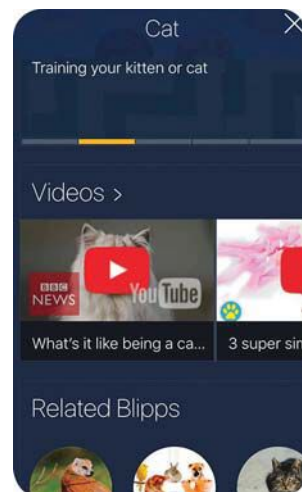 Cat
Training your kitten or cat
Videos >
BBC
NEWS
YouTube
What's it like being a ca...
3 super sim
Related Blipps